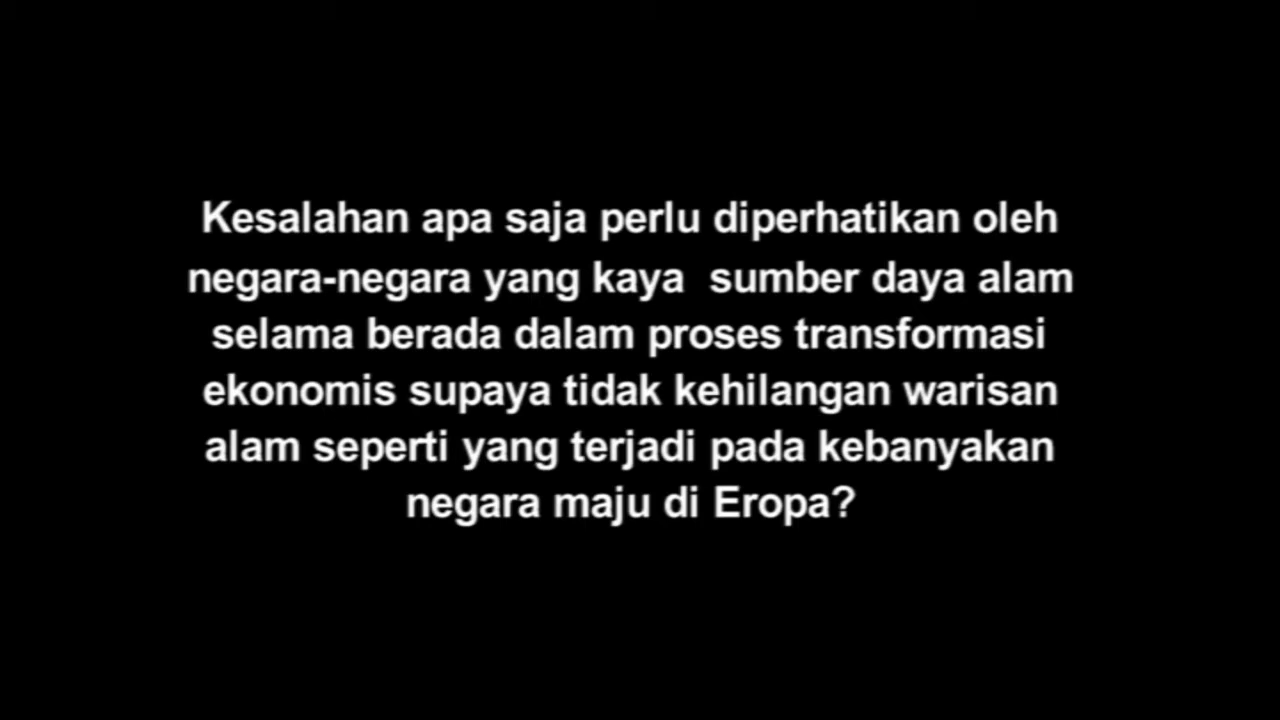 Kesalahan apa saja perlu diperhatikan oleh
negara-negara yang kaya  sumber daya alam
selama berada dalam proses transformasi
ekonomis supaya tidak kehilangan warisan
alam seperti yang terjadi pada kebanyakan
negara maju di Eropa?